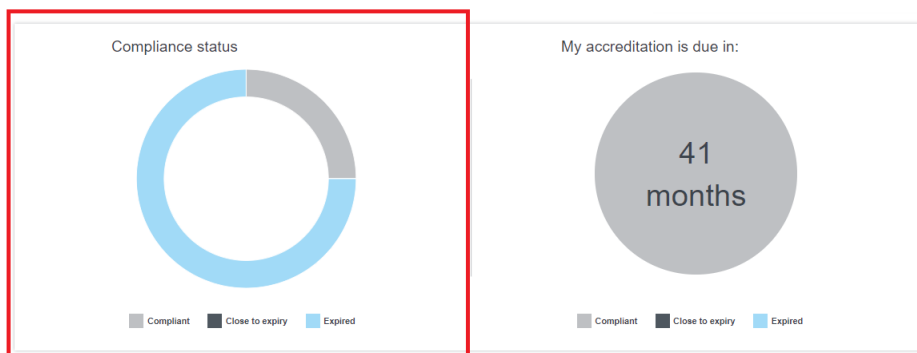 Compliance status
My accreditation is due in:
41
months
Compliant Close to expiry Expired
Compliant Close to expiry Expired